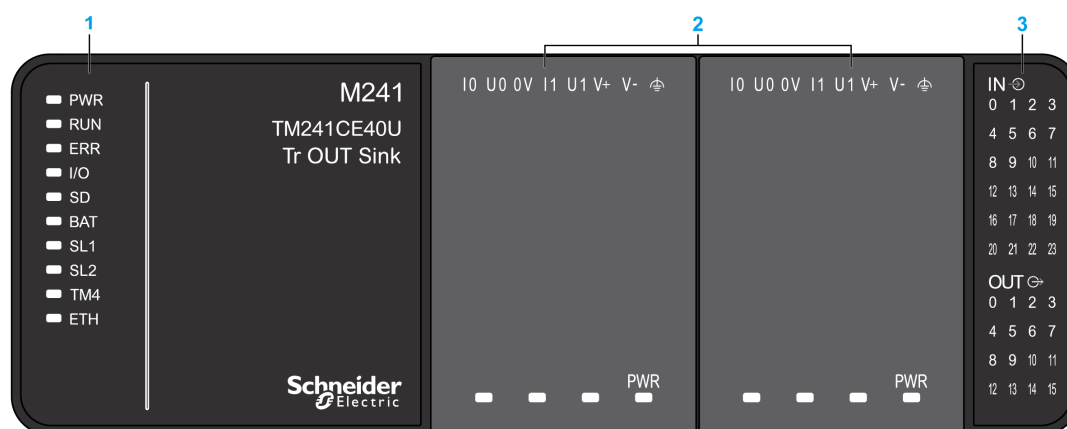 1
2
3
PWR
RUN
ERR
I/O
SD
BAT
SL1
SL2
TM4
ETH
M241
TM241CE40U
Tr OUT Sink
Schneider
Electric
I0 U0 0V I1 U1 V+ V-
PWR
I0 U0 0V I1 U1 V+ V-
PWR
IN
0 1 2 3
4 5 6 7
8 9 10 11
12 13 14 15
16 17 18 19
20 21 22 23
OUT
0 1 2 3
4 5 6 7
8 9 10 11
12 13 14 15